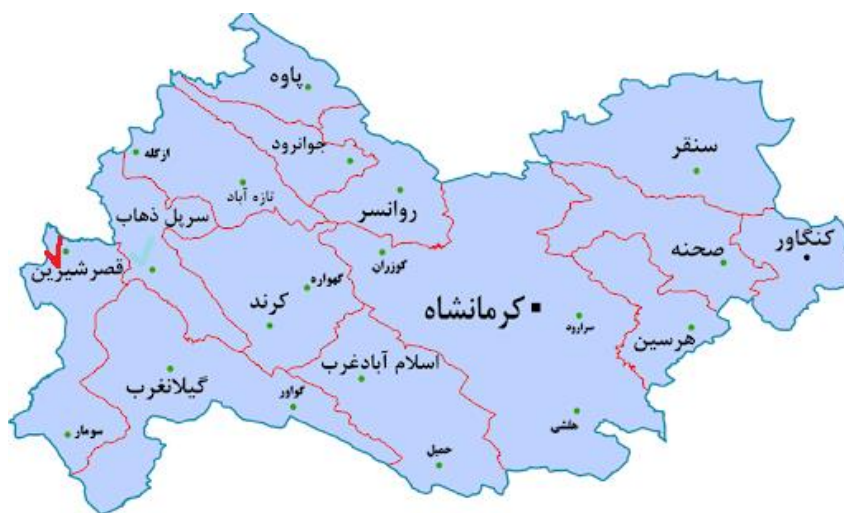 پاوه
جوانرود
ازگله
تازه آباد
روانسر
سنقر
سرپل ذهاب
قصرشیرین
گوزران
گهواره
کرند
کرمانشاه
صحنه
کنگاور
سرارود
هرسین
اسلام آبادغرب
گیلانغرب
گواور
هلشی
سومار
حمیل